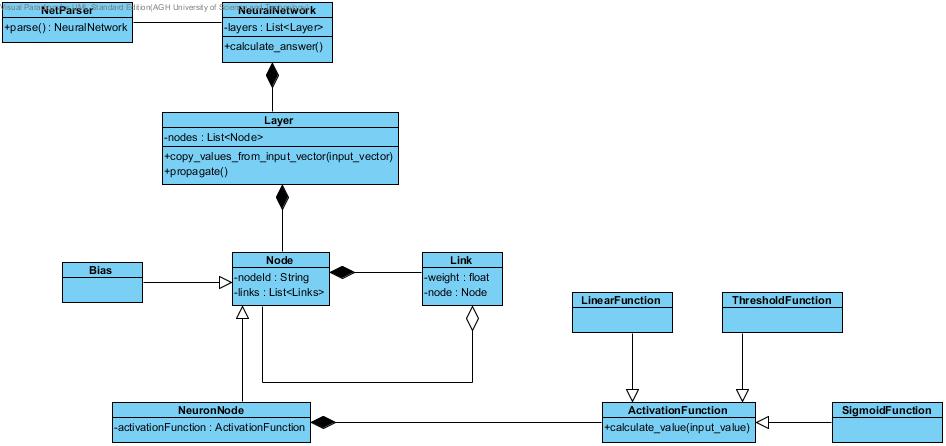 Visual Paradigm Standard Edition(AGH University of Science and
NetParser
+parse() : NeuralNetwork
NeuralNetwork
-layers : List<Layer>
+calculate_answer()
Layer
-nodes : List<Node>
+copy_values_from_input_vector(input_vector)
+propagate()
Bias
Node
-nodeId : String
-links : List<Links>
Link
-weight : float
-node : Node
LinearFunction
ThresholdFunction
NeuronNode
-activationFunction : ActivationFunction
ActivationFunction
+calculate_value(input_value)
SigmoidFunction